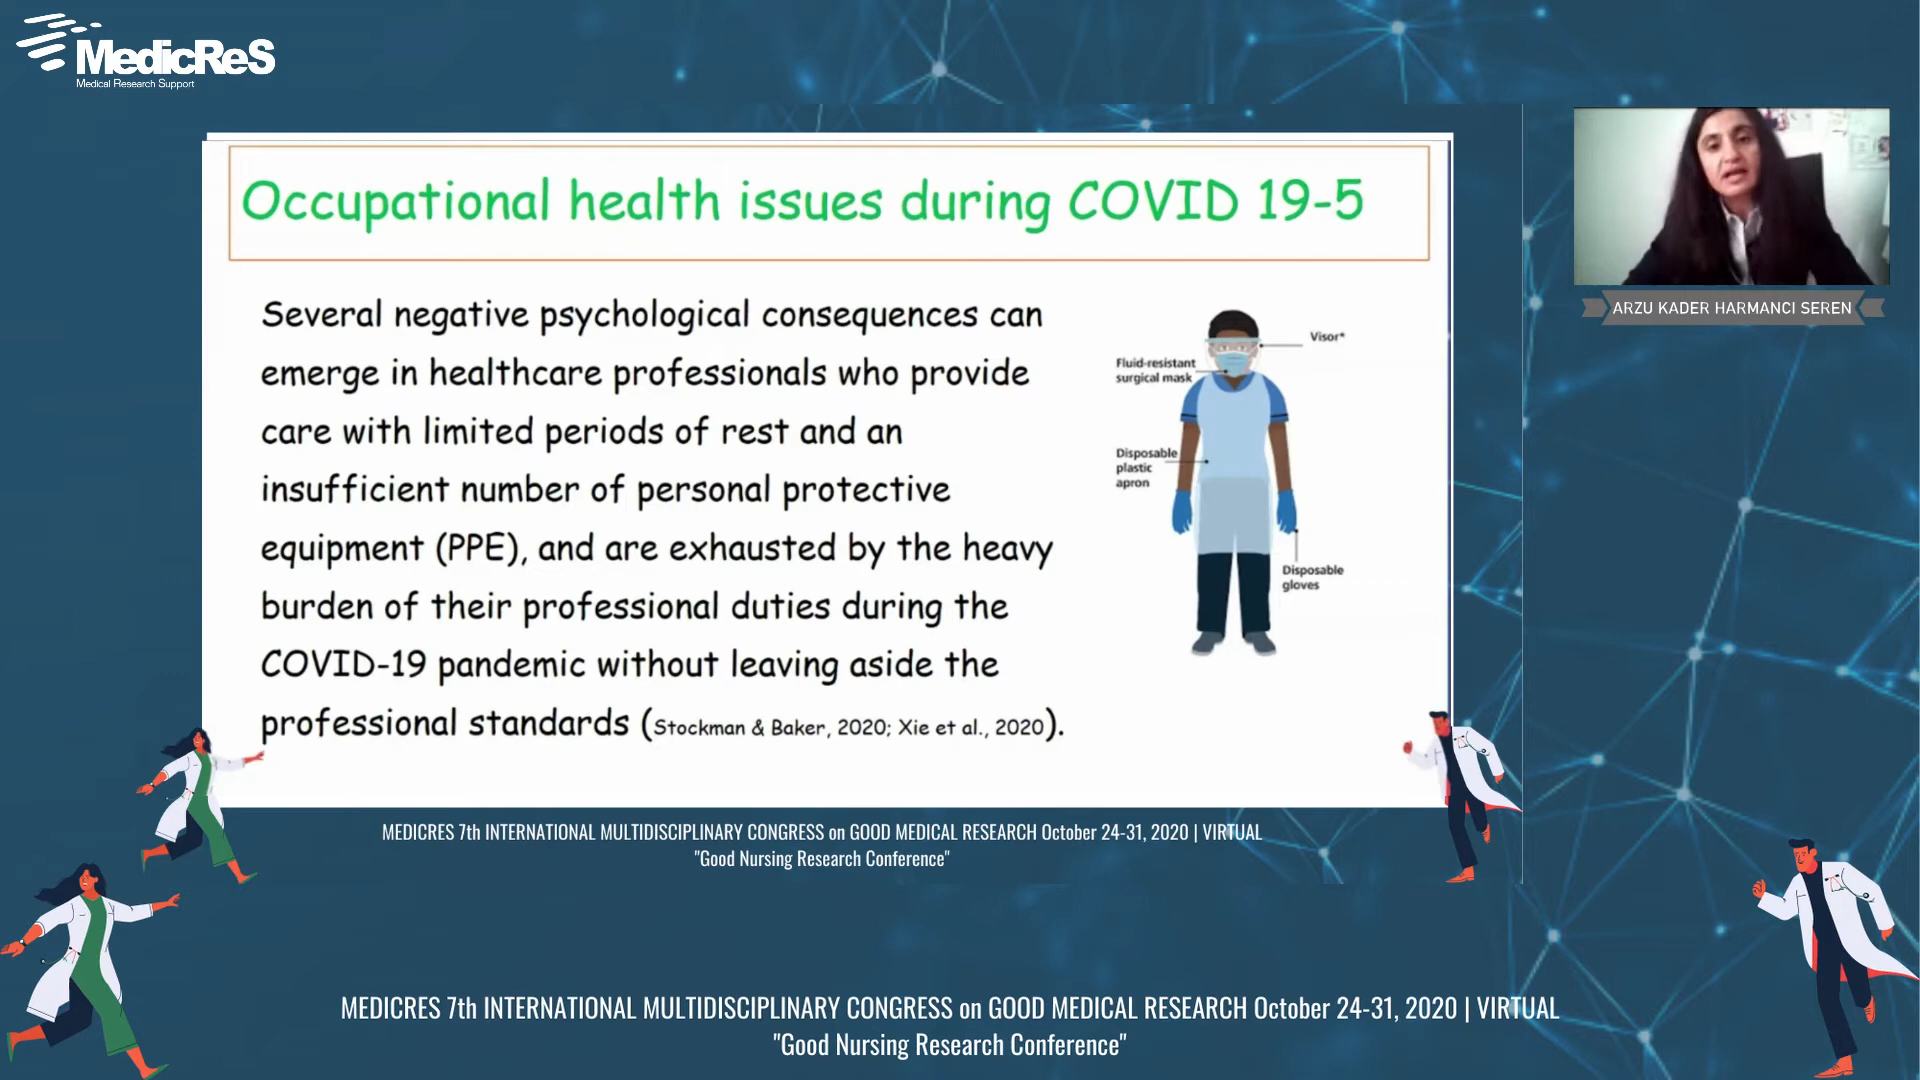 MedicReS
Medical Research Support
Occupational health issues during COVID 19-5
Several negative psychological consequences can
emerge in healthcare professionals who provide
care with limited periods of rest and an
insufficient number of personal protective
equipment (PPE), and are exhausted by the heavy
burden of their professional duties during the
COVID-19 pandemic without leaving aside the
professional standards (Stockman & Baker, 2020; Xie et al., 2020).
Visor*
Fluid-resistant
surgical mask
Disposable
plastic
apron
Disposable
gloves
ARZU KADER HARMANCI SEREN
MEDICRES 7th INTERNATIONAL MULTIDISCIPLINARY CONGRESS on GOOD MEDICAL RESEARCH October 24-31, 2020 | VIRTUAL
"Good Nursing Research Conference"
MEDICRES 7th INTERNATIONAL MULTIDISCIPLINARY CONGRESS on GOOD MEDICAL RESEARCH October 24-31, 2020 | VIRTUAL
"Good Nursing Research Conference"